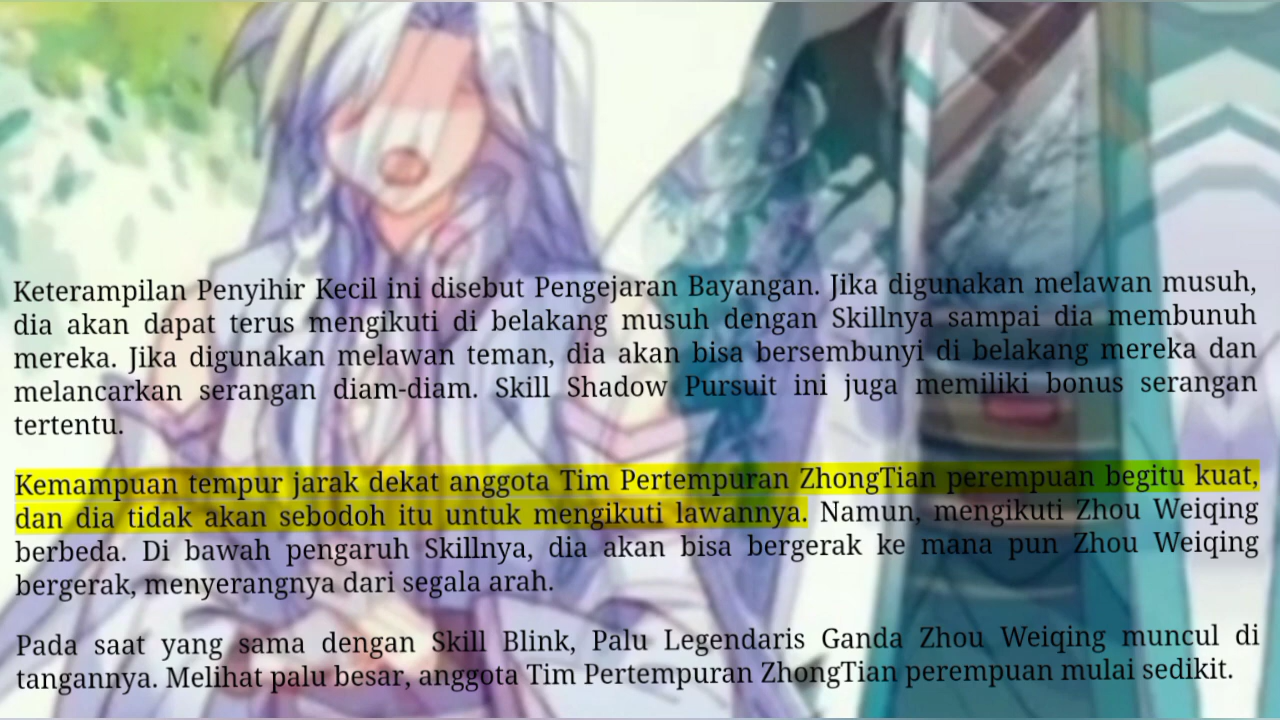 Keterampilan Penyihir Kecil ini disebut Pengejaran Bayangan. Jika digunakan melawan musuh,
dia akan dapat terus mengikuti di belakang musuh dengan Skillnya sampai dia membunuh
mereka. Jika digunakan melawan teman, dia akan bisa bersembunyi di belakang mereka dan
melancarkan serangan diam-diam. Skill Shadow Pursuit ini juga memiliki bonus serangan
tertentu.
Kemampuan tempur jarak dekat anggota Tim Pertempuran ZhongTian perempuan begitu kuat,
dan dia tidak akan sebodoh itu untuk mengikuti lawannya. Namun, mengikuti Zhou Weiqing
berbeda. Di bawah pengaruh Skillnya, dia akan bisa bergerak ke mana pun Zhou Weiqing
bergerak, menyerangnya dari segala arah.
Pada saat yang sama dengan Skill Blink, Palu Legendaris Ganda Zhou Weiqing muncul di
tangannya. Melihat palu besar, anggota Tim Pertempuran ZhongTian perempuan mulai sedikit.